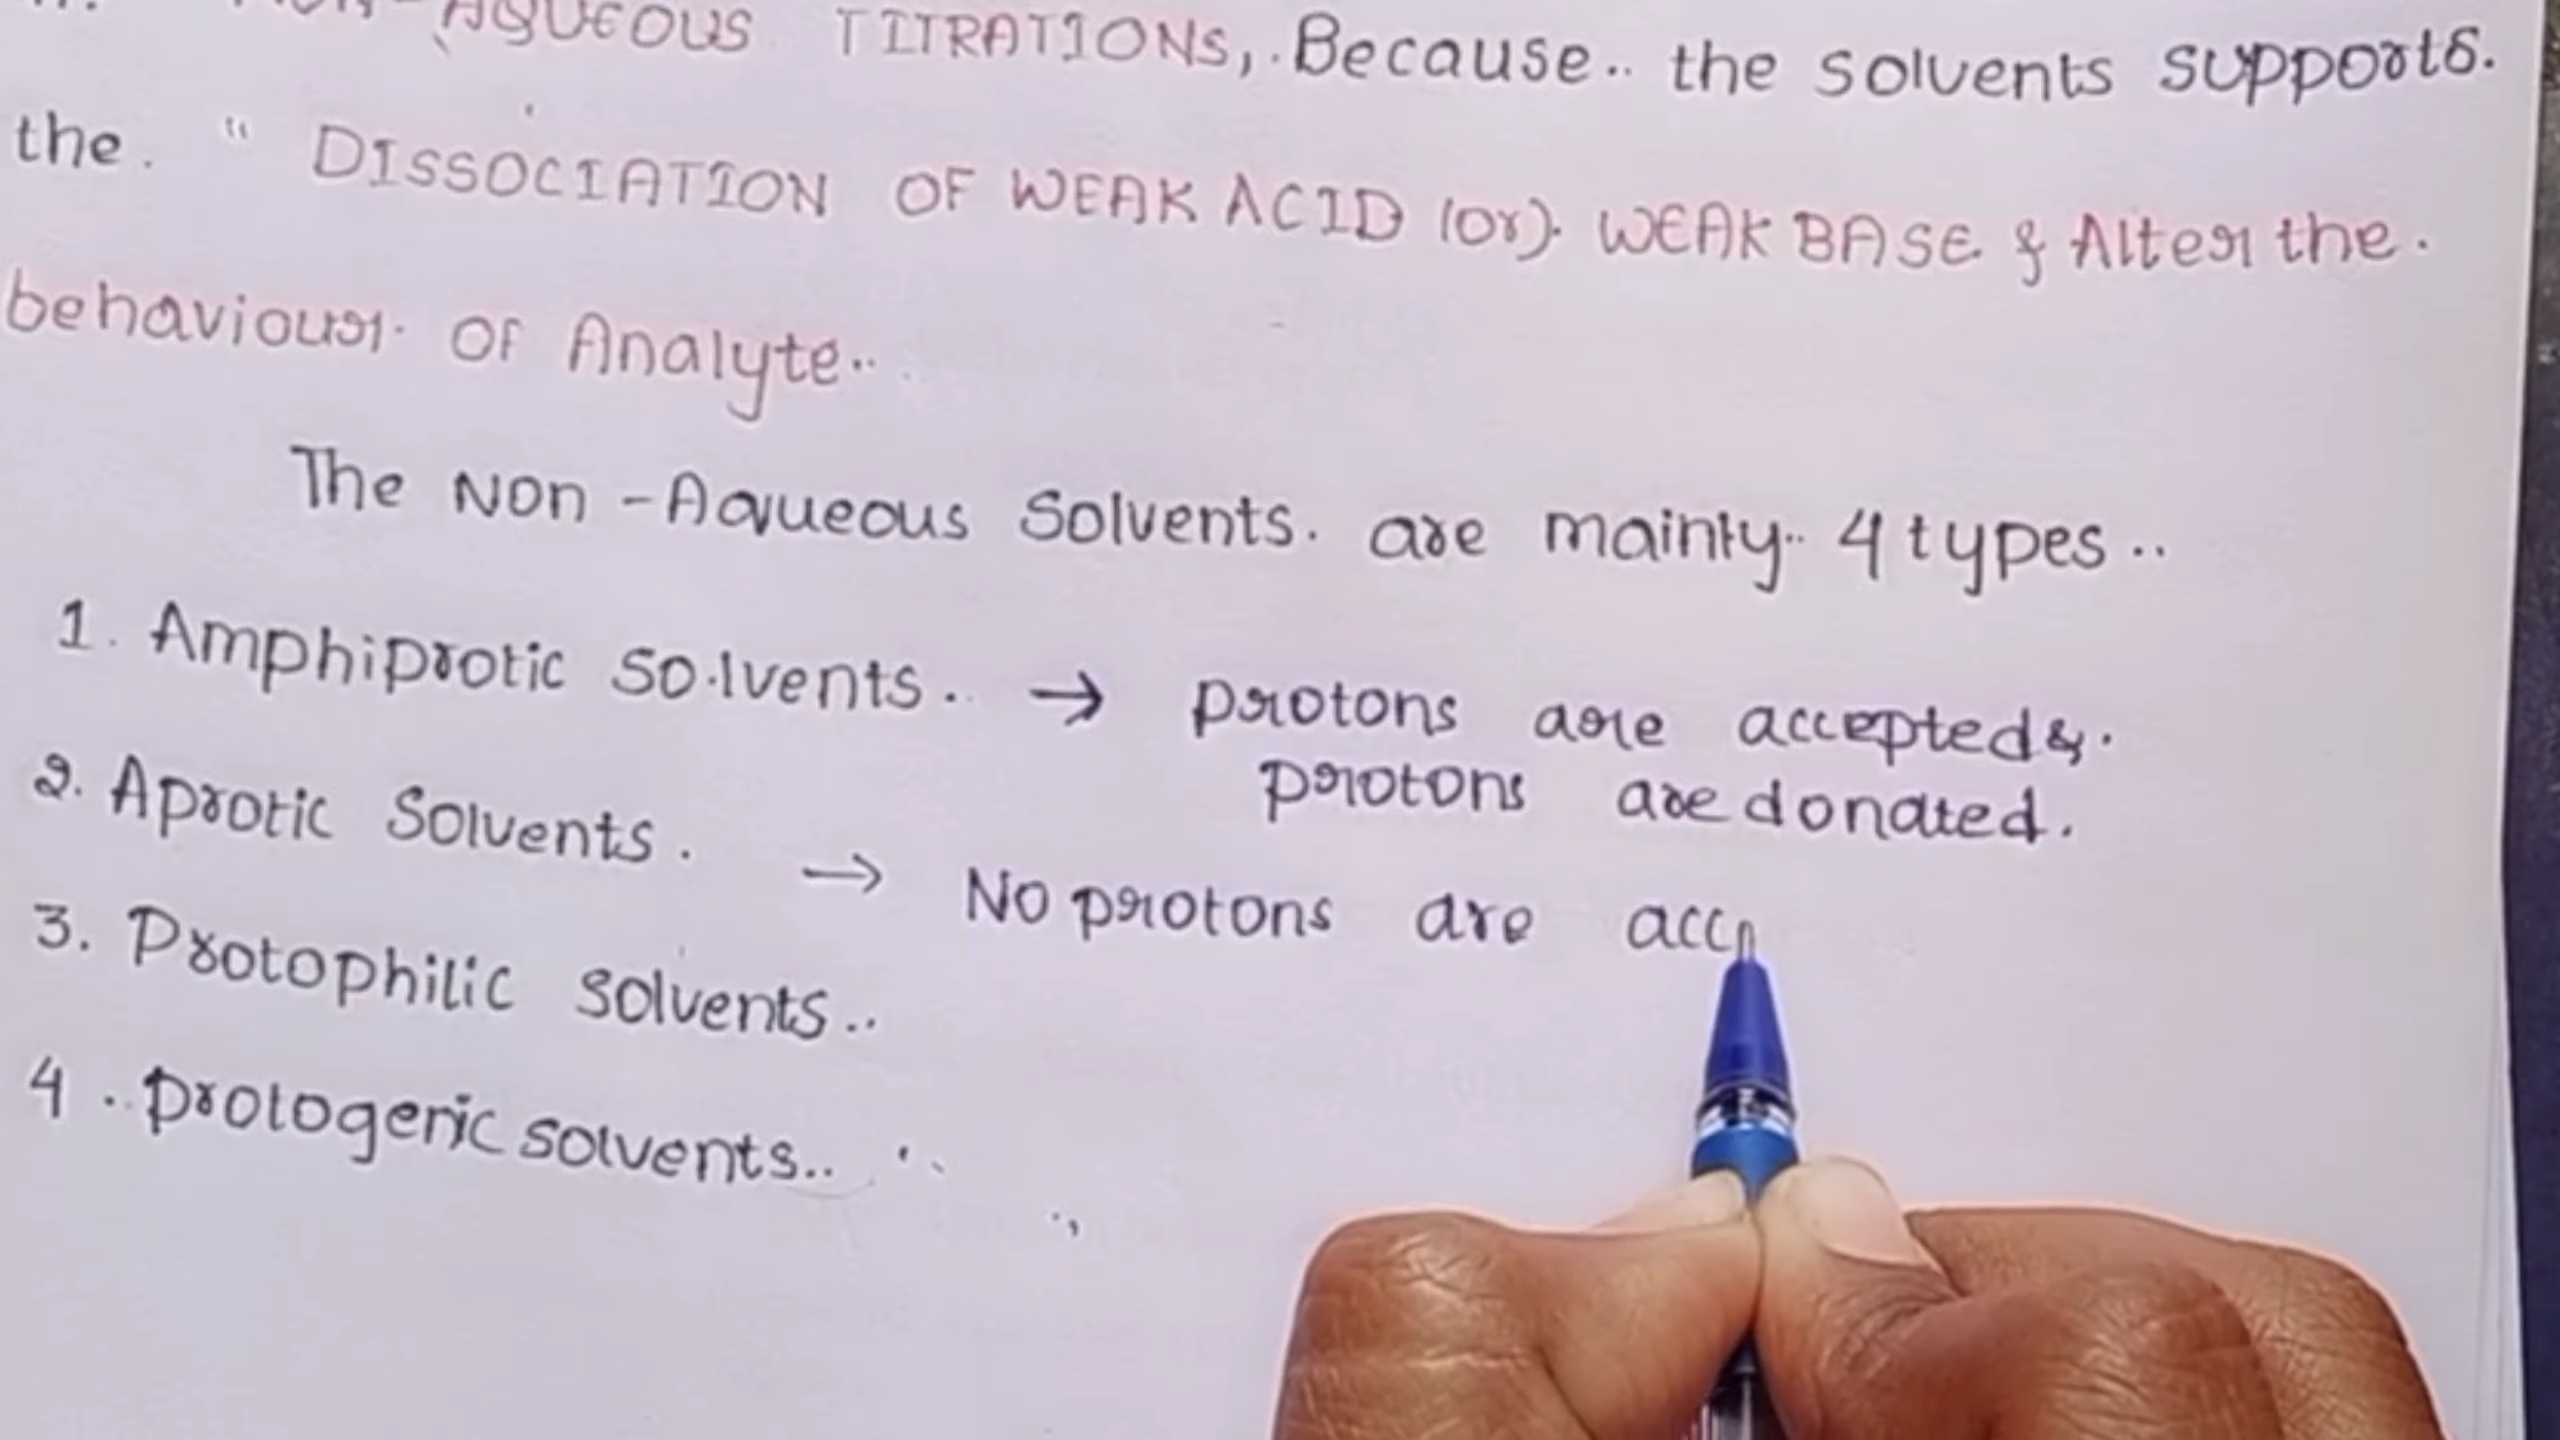 AQUEOUS TITRATIONS, Because.. the solvents supports.
the. " DISSOCIATION OF WEAK ACID (or). WEAK BASE & Alter the.
behaviour. OF Analyte..
The Non-Aqueous Solvents. are mainly.. 4 types..
1. Amphiprotic so.lvents.. → protons are accepted &.
protons are donated.
2. Aprotic Solvents. → No protons are acc
3. Protophilic solvents..
4.. protogenic solvents..